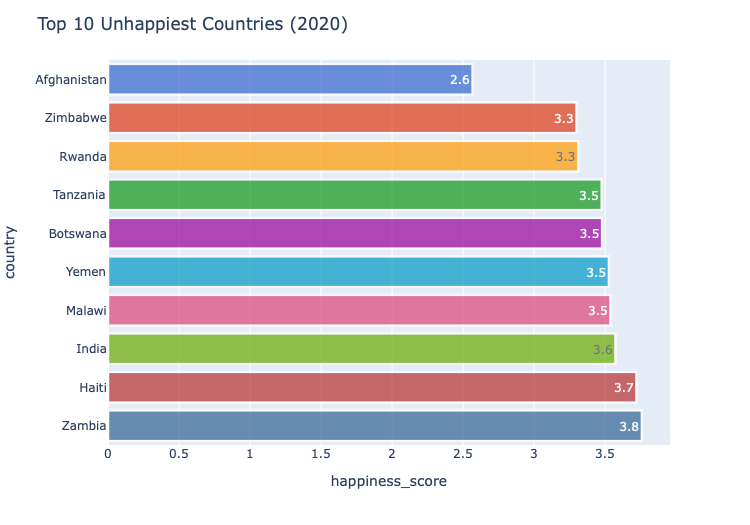 Top 10 Unhappiest Countries (2020)
country
Afghanistan 2.6
Zimbabwe 3.3
Rwanda 3.3
Tanzania 3.5
Botswana 3.5
Yemen 3.5
Malawi 3.5
India 3.6
Haiti 3.7
Zambia 3.8
0 0.5 1 1.5 2 2.5 3 3.5
happiness_score